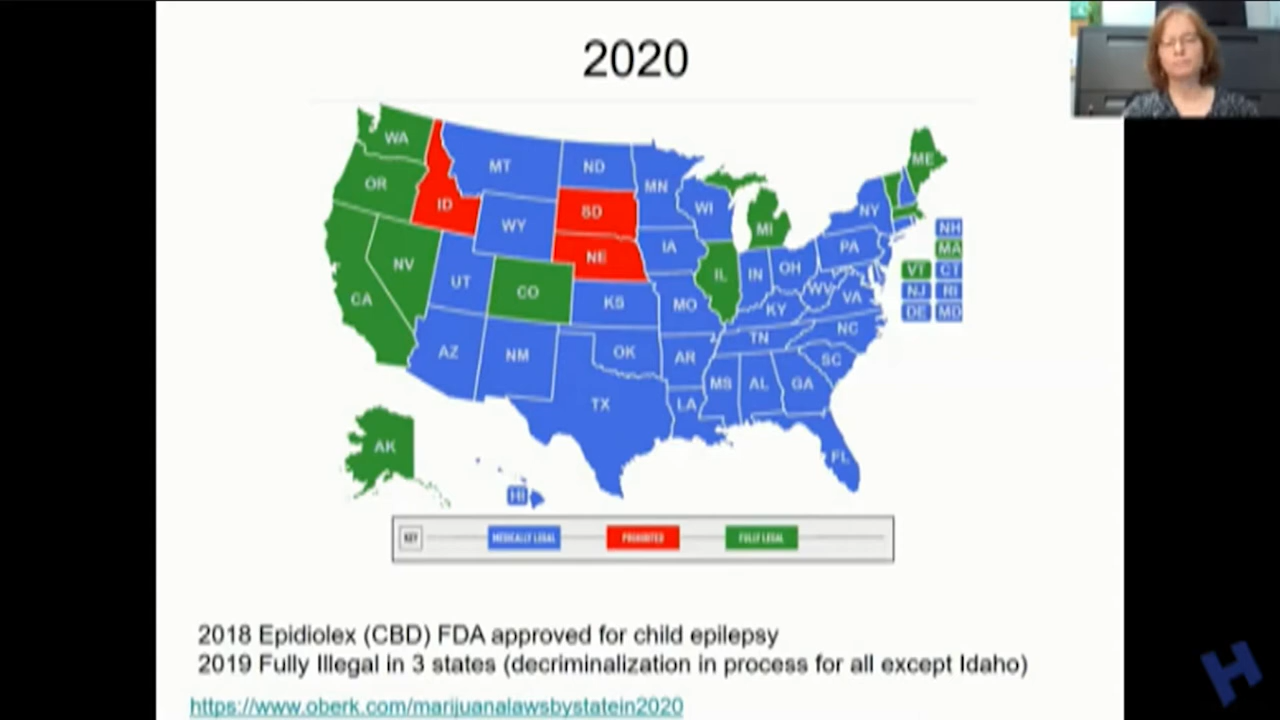 2020
WA
MT
ND
MN
ME
OR
ID
SD
WI
NY
WY
MI
NE
IA
PA
NV
UT
CO
IL
IN
OH
WV
VA
CA
KS
MO
KY
AZ
NM
OK
AR
TN
NC
SC
TX
LA
MS
AL
GA
FL
AK
HI
NH
MA
VT CT
NJ RI
DE MD
KEY MEDICALLY LEGAL PROHIBITED FULLY LEGAL
2018 Epidiolex (CBD) FDA approved for child epilepsy
2019 Fully Illegal in 3 states (decriminalization in process for all except Idaho)
https://www.oberk.com/marijuanalawsbystatein2020
H